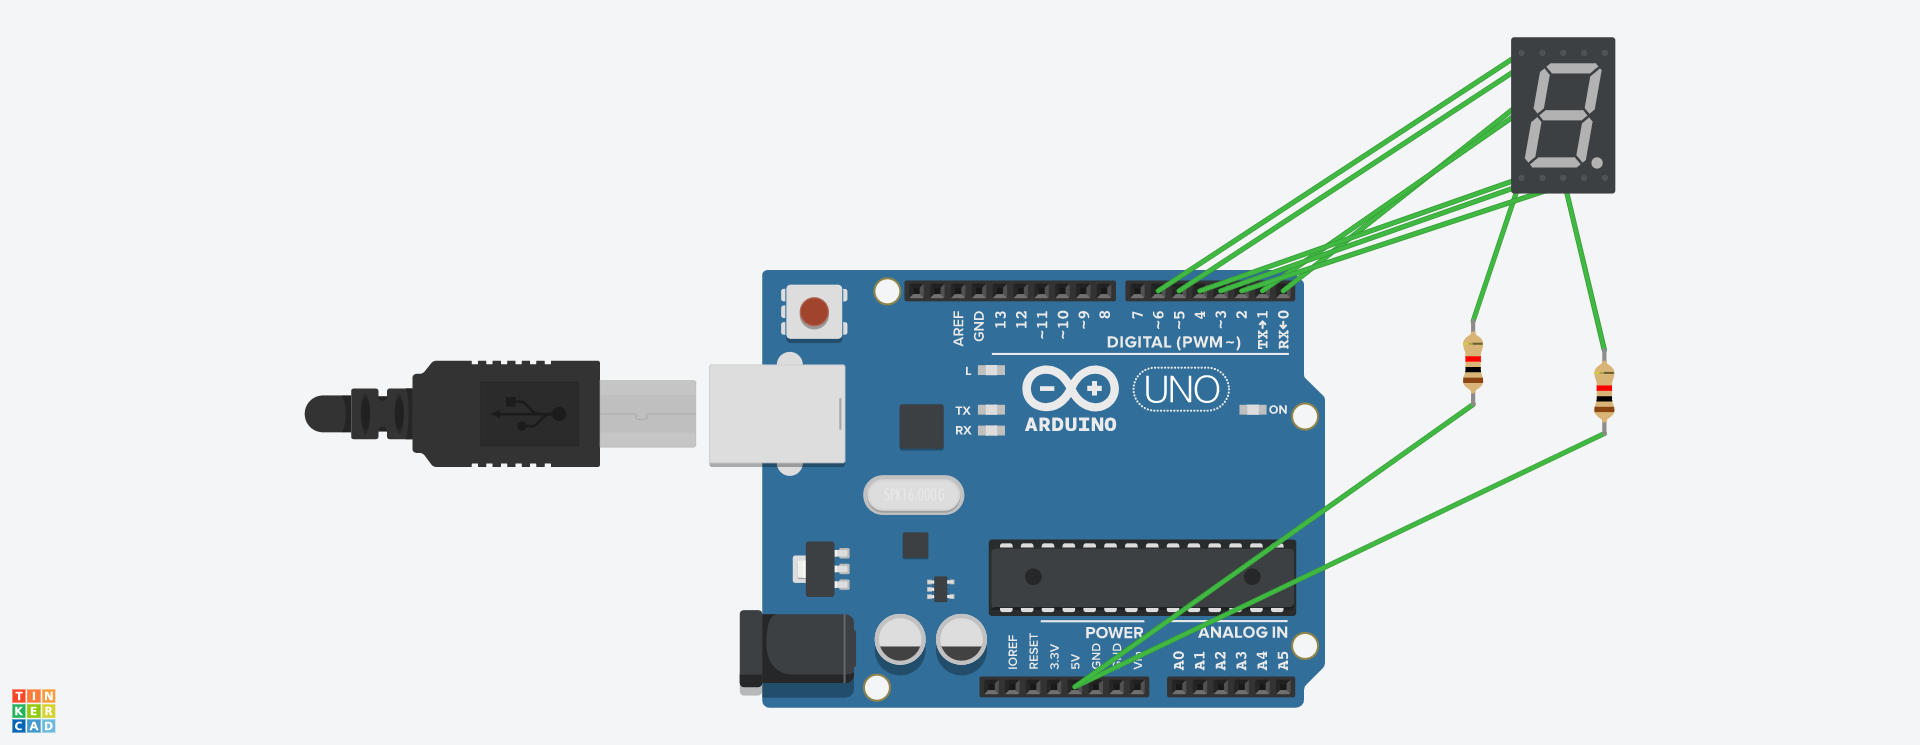 AREF
GND
13
12
~11
~10
~9
8
7
~6
~5
4
~3
2
TX→1
RX←0
DIGITAL (PWM~)
L
TX
RX
ARDUINO
UNO
ON
SPK16.000G
POWER
ANALOG IN
IOREF
RESET
3.3V
5V
GND
A0
A1
A2
A3
A4
A5
TIN
KER
CAD